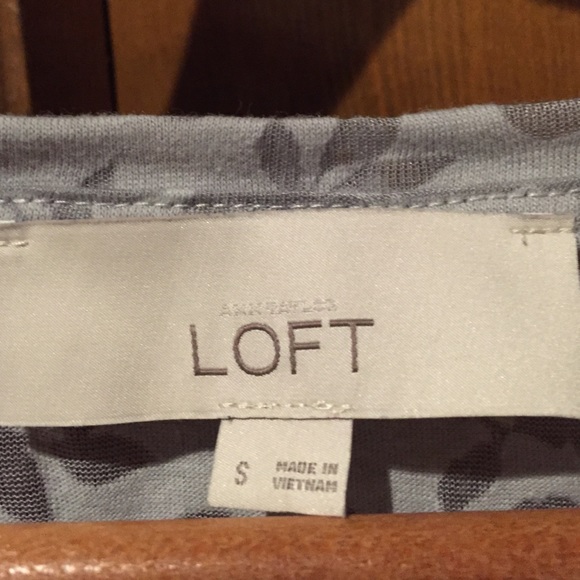 ANN TAYLOR
LOFT
S
MADE IN
VIETNAM